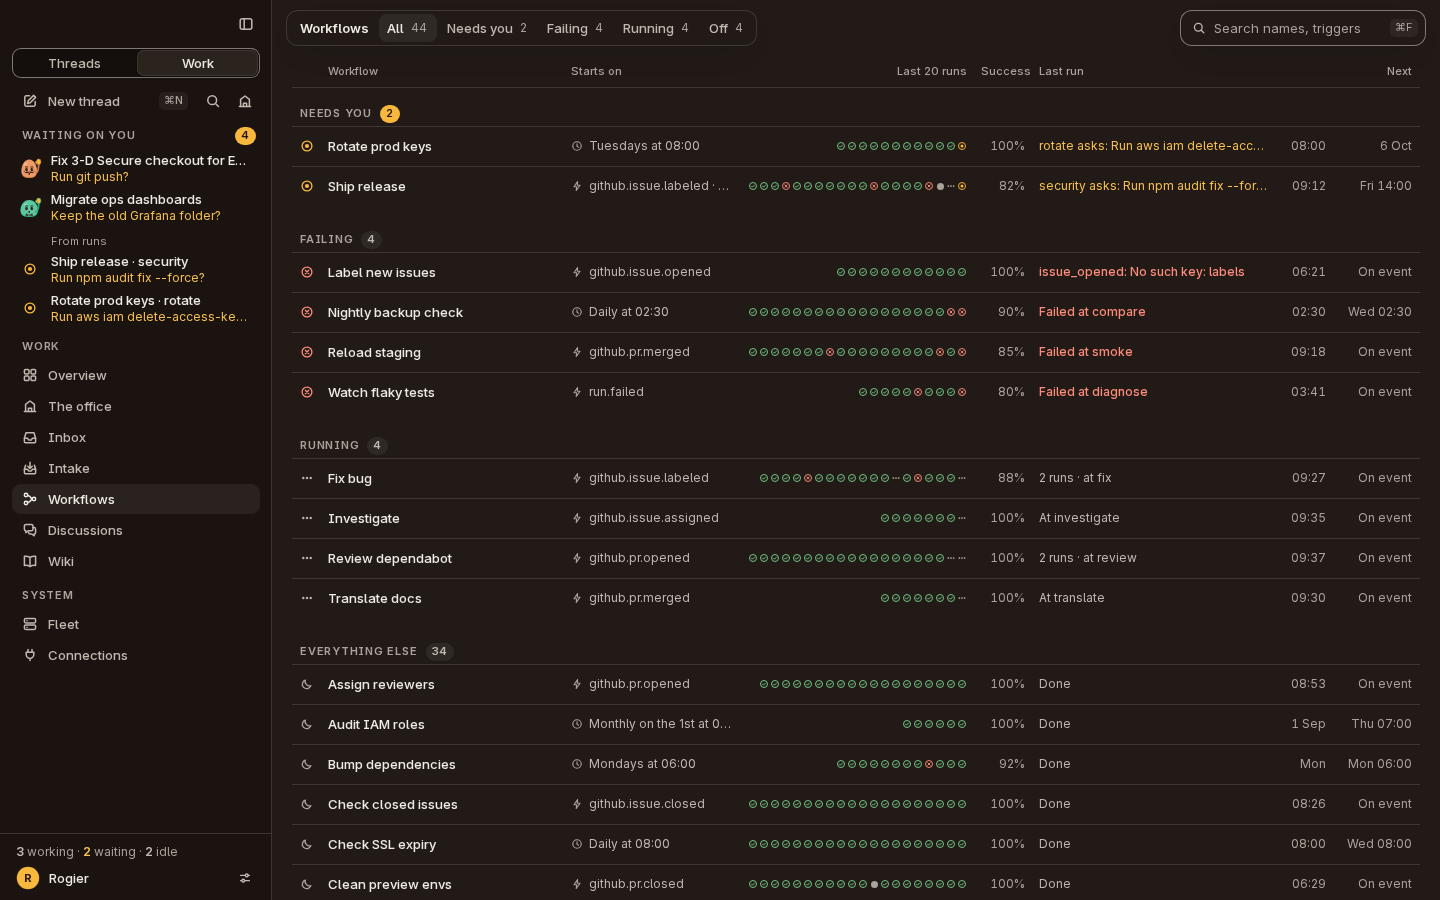 Threads
Work
New thread
⌘N
WAITING ON YOU
4
Fix 3-D Secure checkout for E…
Run git push?
Migrate ops dashboards
Keep the old Grafana folder?
From runs
Ship release · security
Run npm audit fix --force?
Rotate prod keys · rotate
Run aws iam delete-access-ke…
WORK
Overview
The office
Inbox
Intake
Workflows
Discussions
Wiki
SYSTEM
Fleet
Connections
3 working · 2 waiting · 2 idle
R
Rogier
Workflows
All 44
Needs you 2
Failing 4
Running 4
Off 4
Search names, triggers
⌘F
Workflow Starts on Last 20 runs Success Last run Next
NEEDS YOU 2
Rotate prod keys Tuesdays at 08:00 100% rotate asks: Run aws iam delete-acc… 08:00 6 Oct
Ship release github.issue.labeled · … 82% security asks: Run npm audit fix --for… 09:12 Fri 14:00
FAILING 4
Label new issues github.issue.opened 100% issue_opened: No such key: labels 06:21 On event
Nightly backup check Daily at 02:30 90% Failed at compare 02:30 Wed 02:30
Reload staging github.pr.merged 85% Failed at smoke 09:18 On event
Watch flaky tests run.failed 80% Failed at diagnose 03:41 On event
RUNNING 4
Fix bug github.issue.labeled 88% 2 runs · at fix 09:27 On event
Investigate github.issue.assigned 100% At investigate 09:35 On event
Review dependabot github.pr.opened 100% 2 runs · at review 09:37 On event
Translate docs github.pr.merged 100% At translate 09:30 On event
EVERYTHING ELSE 34
Assign reviewers github.pr.opened 100% Done 08:53 On event
Audit IAM roles Monthly on the 1st at 0… 100% Done 1 Sep Thu 07:00
Bump dependencies Mondays at 06:00 92% Done Mon Mon 06:00
Check closed issues github.issue.closed 100% Done 08:26 On event
Check SSL expiry Daily at 08:00 100% Done 08:00 Wed 08:00
Clean preview envs github.pr.closed 100% Done 06:29 On event